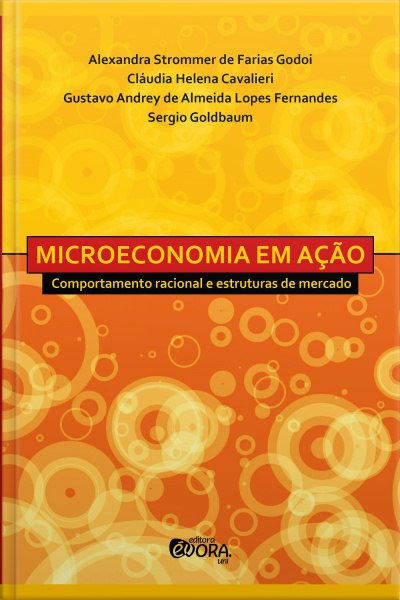 Alexandra Strommer de Farias Godoi
Cláudia Helena Cavalieri
Gustavo Andrey de Almeida Lopes Fernandes
Sergio Goldbaum
MICROECONOMIA EM AÇÃO
Comportamento racional e estruturas de mercado
editora
ÉVORA.
uni